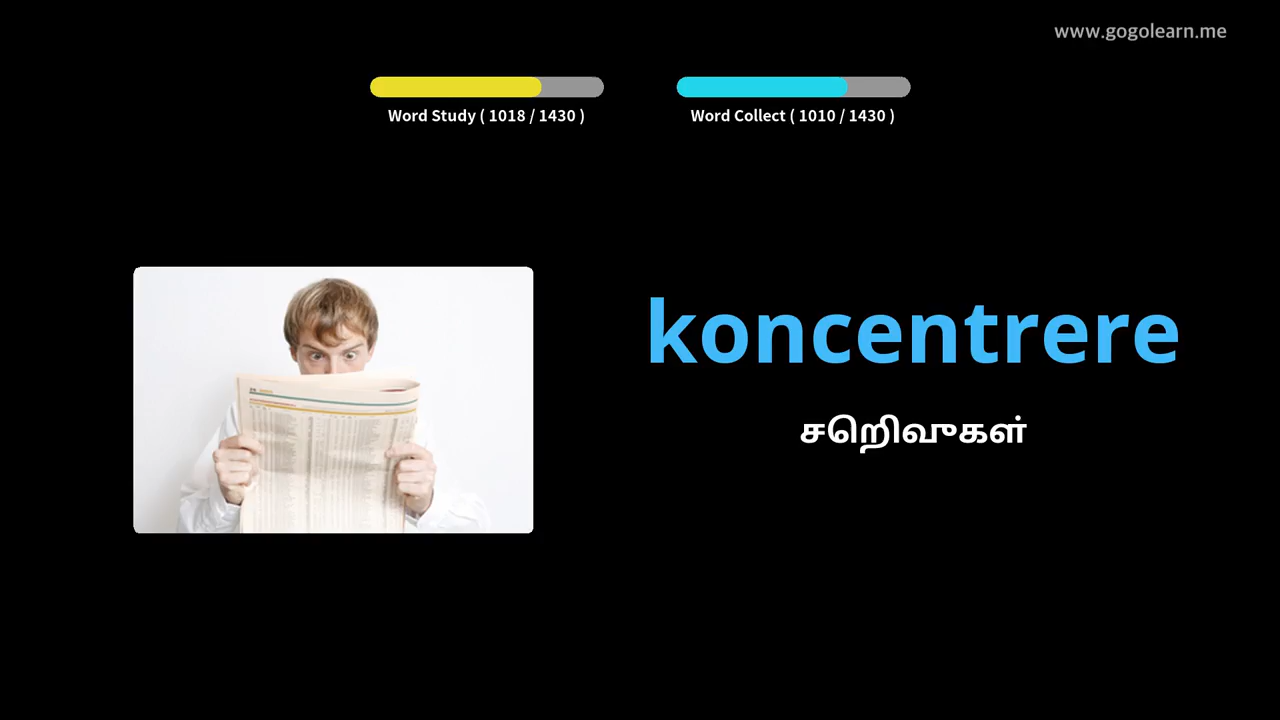 www.gogolearn.me
Word Study ( 1018 / 1430 )
Word Collect ( 1010 / 1430 )
koncentrere
சறெிவுகள்